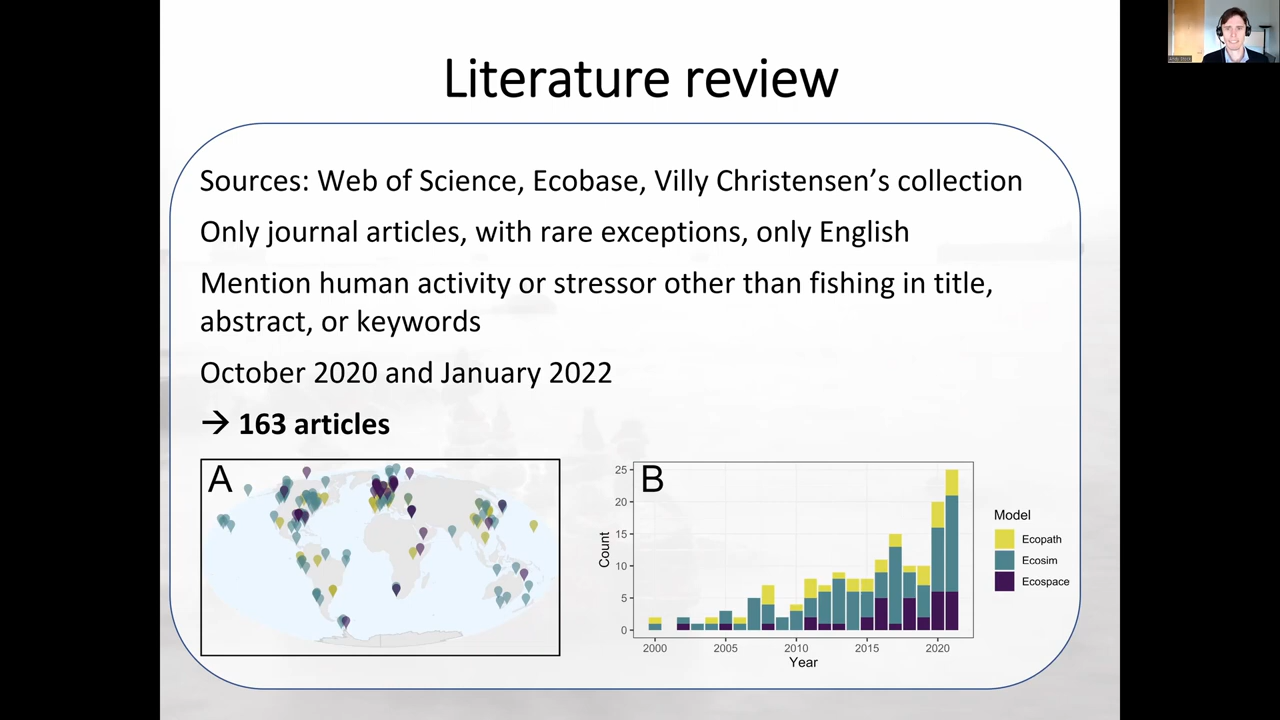 Literature review
Sources: Web of Science, Ecobase, Villy Christensen’s collection
Only journal articles, with rare exceptions, only English
Mention human activity or stressor other than fishing in title,
abstract, or keywords
October 2020 and January 2022
→ 163 articles
A
B
25
20
15
10
5
0
Count
2000
2005
2010
2015
2020
Year
Model
Ecopath
Ecosim
Ecospace